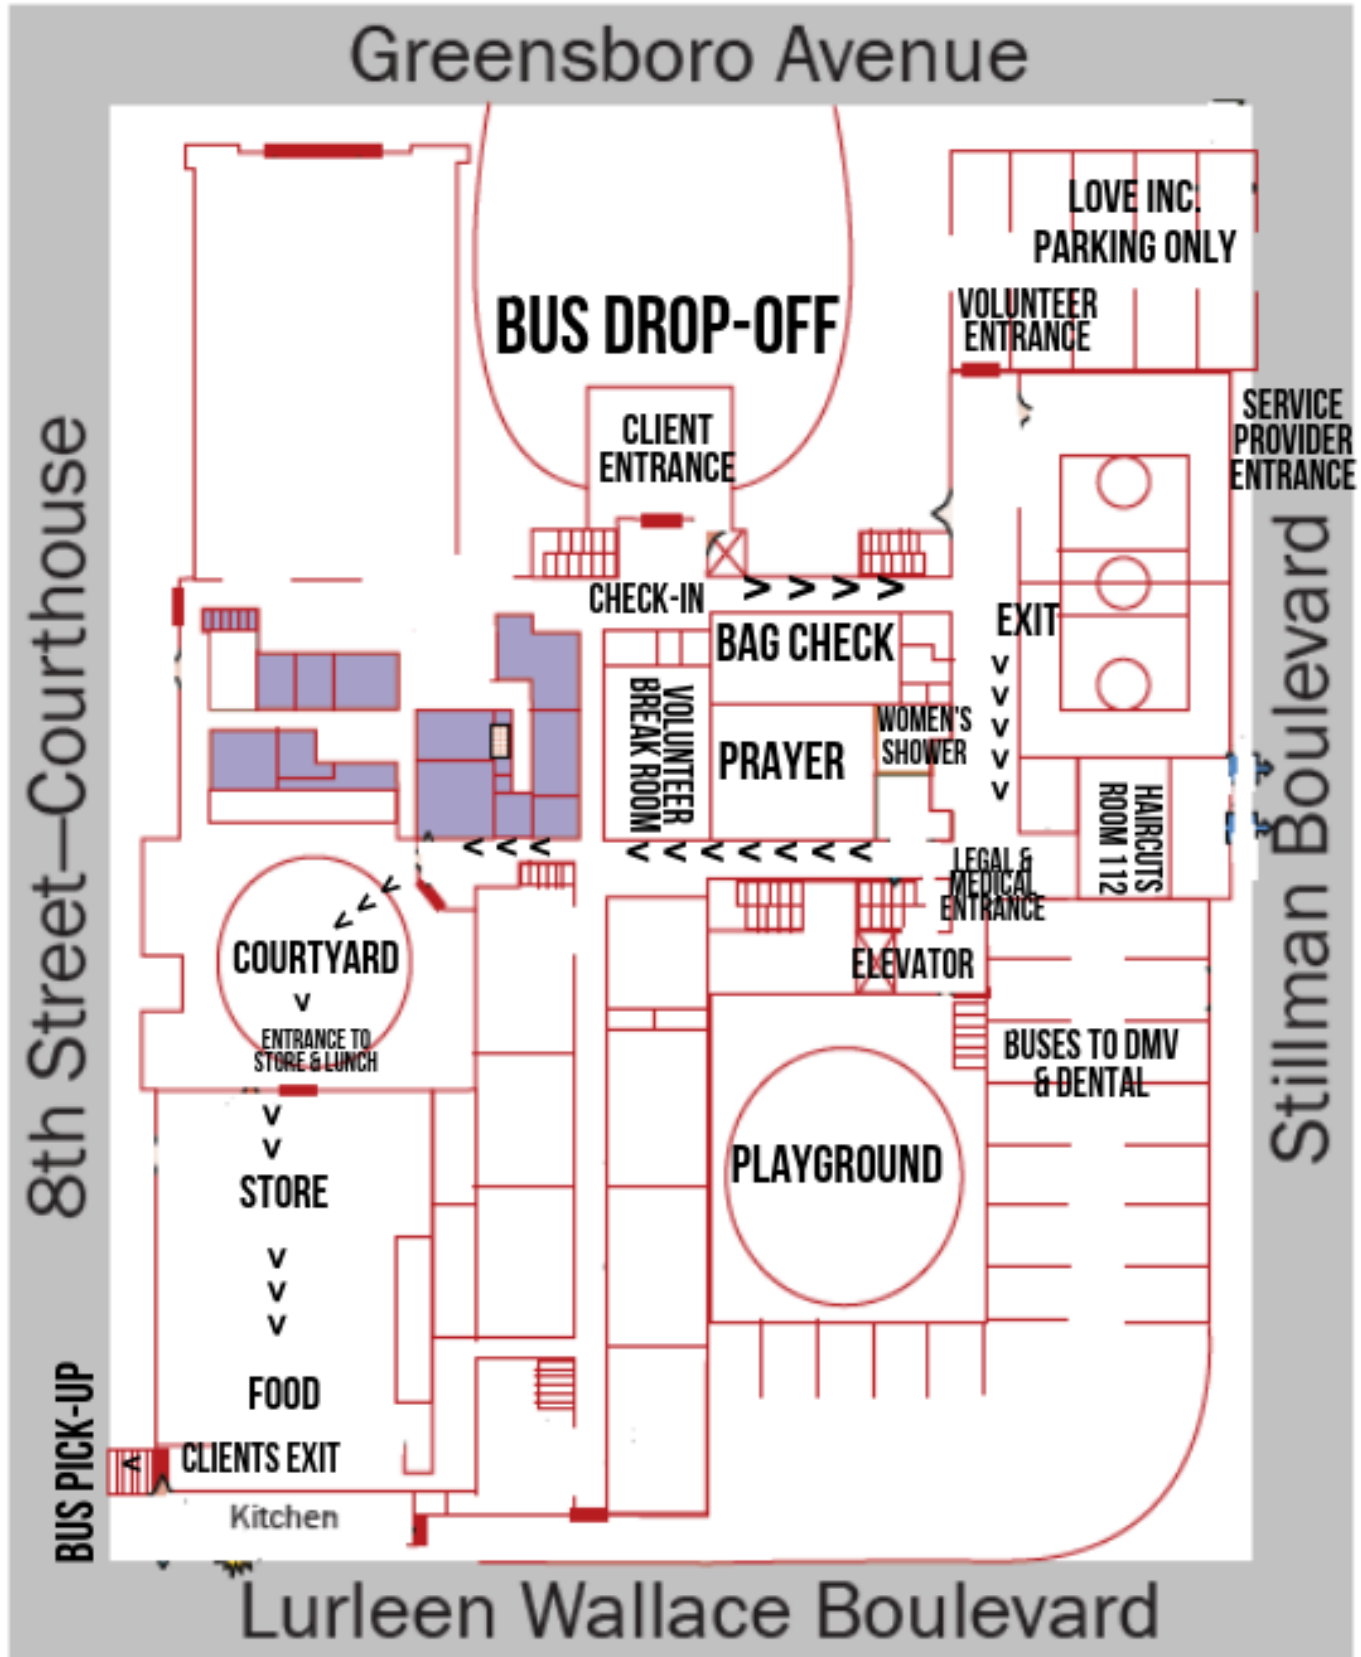 Greensboro Avenue
LOVE INC.
PARKING ONLY
VOLUNTEER
ENTRANCE
BUS DROP-OFF
CLIENT
ENTRANCE
SERVICE
PROVIDER
ENTRANCE
8th Street—Courthouse
Stillman Boulevard
CHECK-IN
> > > >
EXIT
v
v
v
v
v
BAG CHECK
VOLUNTEER
BREAK ROOM
PRAYER
WOMEN'S
SHOWER
HAIRCUTS
ROOM 112
< < < < < < < < <
LEGAL &
MEDICAL
ENTRANCE
ELEVATOR
<
<
<
COURTYARD
v
ENTRANCE TO
STORE & LUNCH
BUSES TO DMV
& DENTAL
v
v
STORE
PLAYGROUND
v
v
v
FOOD
BUS PICK-UP
<
CLIENTS EXIT
Kitchen
Lurleen Wallace Boulevard